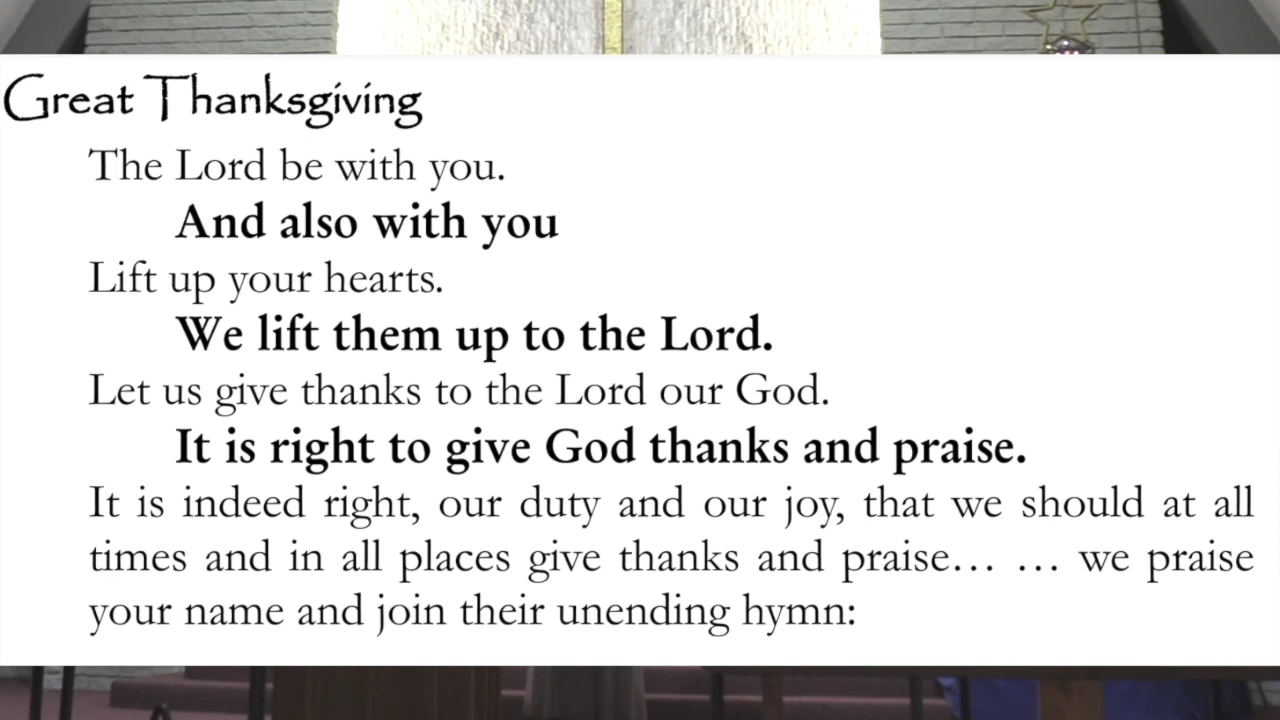 Great Thanksgiving
The Lord be with you.
And also with you
Lift up your hearts.
We lift them up to the Lord.
Let us give thanks to the Lord our God.
It is right to give God thanks and praise.
It is indeed right, our duty and our joy, that we should at all
times and in all places give thanks and praise… … we praise
your name and join their unending hymn: